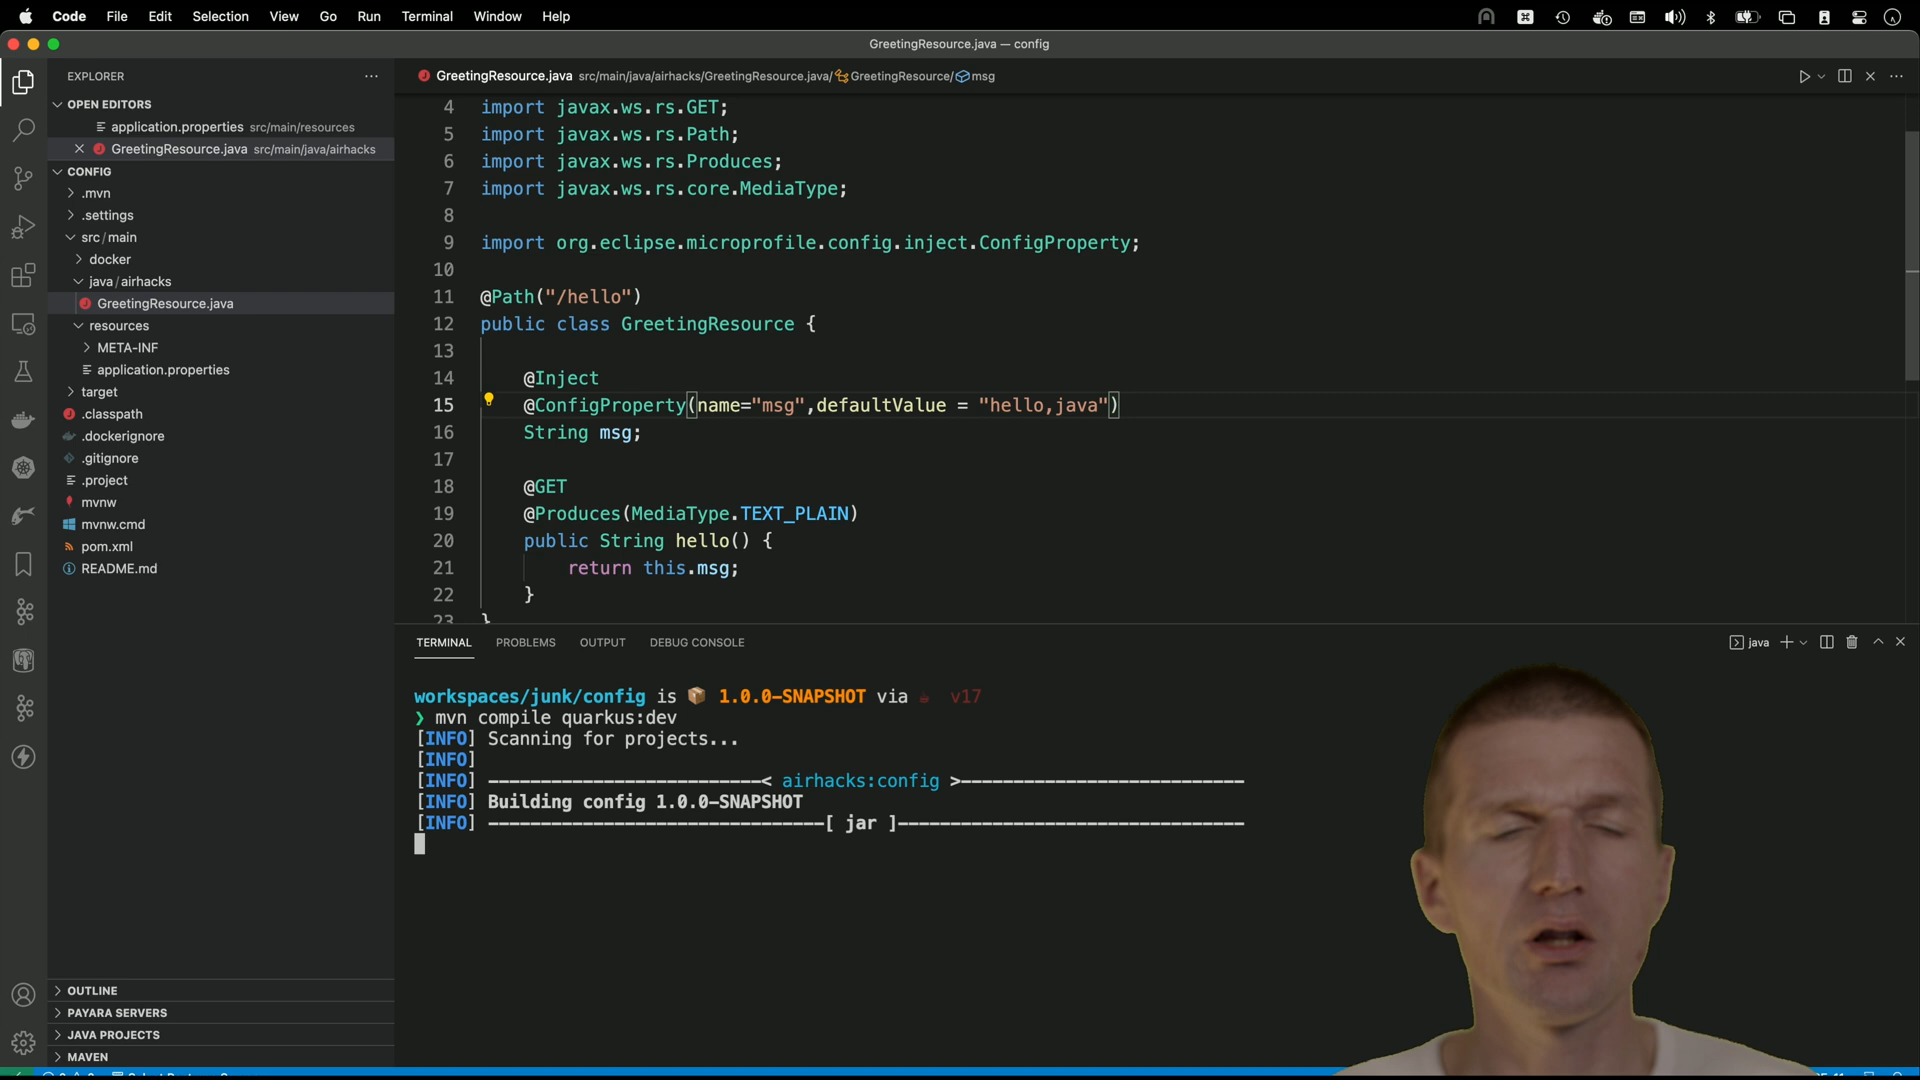 Code File Edit Selection View Go Run Terminal Window Help
GreetingResource.java — config
EXPLORER
OPEN EDITORS
application.properties src/main/resources
GreetingResource.java src/main/java/airhacks
CONFIG
.mvn
.settings
src/main
docker
java/airhacks
GreetingResource.java
resources
META-INF
application.properties
target
.classpath
.dockerignore
.gitignore
.project
mvnw
mvnw.cmd
pom.xml
README.md
OUTLINE
PAYARA SERVERS
JAVA PROJECTS
MAVEN
GreetingResource.java src/main/java/airhacks/GreetingResource.java/ GreetingResource/ msg
4 import javax.ws.rs.GET;
5 import javax.ws.rs.Path;
6 import javax.ws.rs.Produces;
7 import javax.ws.rs.core.MediaType;
8
9 import org.eclipse.microprofile.config.inject.ConfigProperty;
10
11 @Path("/hello")
12 public class GreetingResource {
13
14 @Inject
15 @ConfigProperty(name="msg",defaultValue = "hello,java")
16 String msg;
17
18 @GET
19 @Produces(MediaType.TEXT_PLAIN)
20 public String hello() {
21 return this.msg;
22 }
23 }
TERMINAL PROBLEMS OUTPUT DEBUG CONSOLE
java
workspaces/junk/config is 📦 1.0.0-SNAPSHOT via ☕ v17
❯ mvn compile quarkus:dev
[INFO] Scanning for projects...
[INFO]
[INFO] --------------------------< airhacks:config >---------------------------
[INFO] Building config 1.0.0-SNAPSHOT
[INFO] --------------------------------[ jar ]---------------------------------